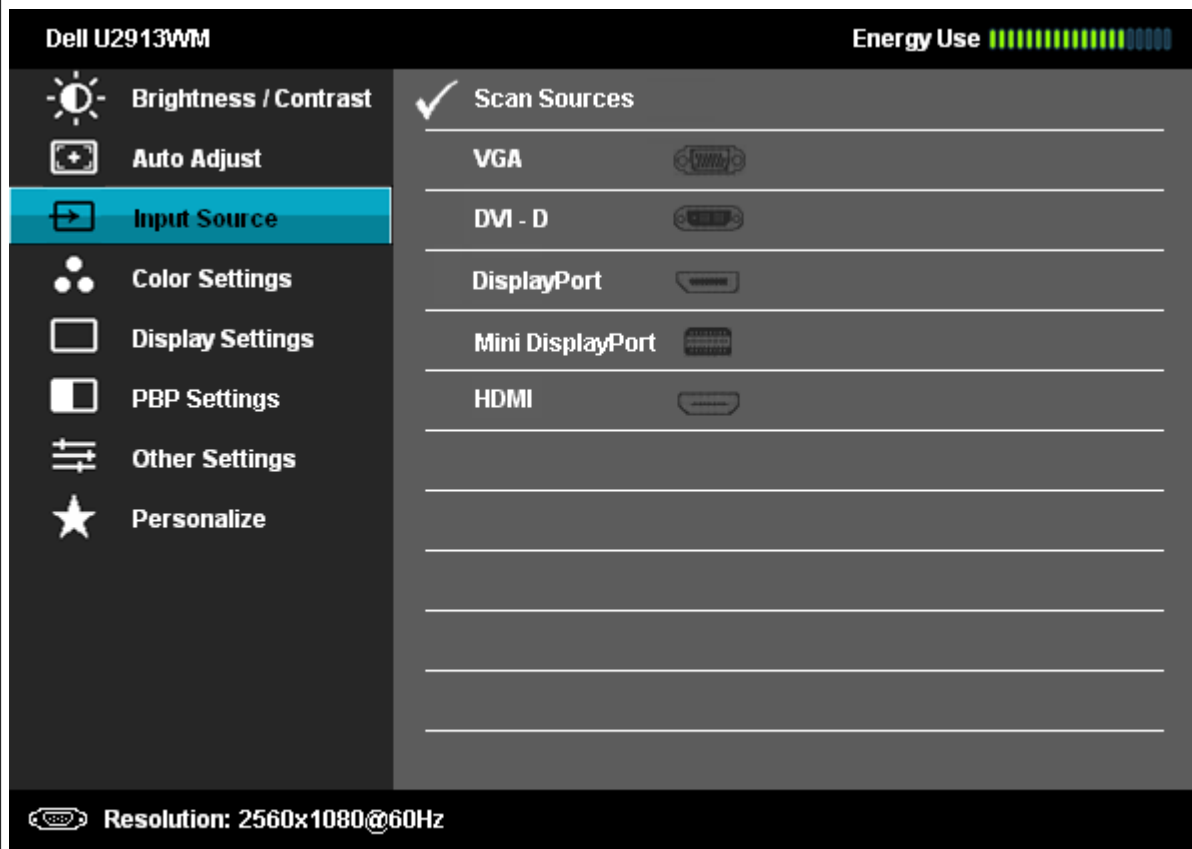 Dell U2913WM
Energy Use
Brightness / Contrast
Auto Adjust
Input Source
Color Settings
Display Settings
PBP Settings
Other Settings
Personalize
Scan Sources
VGA
DVI - D
DisplayPort
Mini DisplayPort
HDMI
Resolution: 2560x1080@60Hz